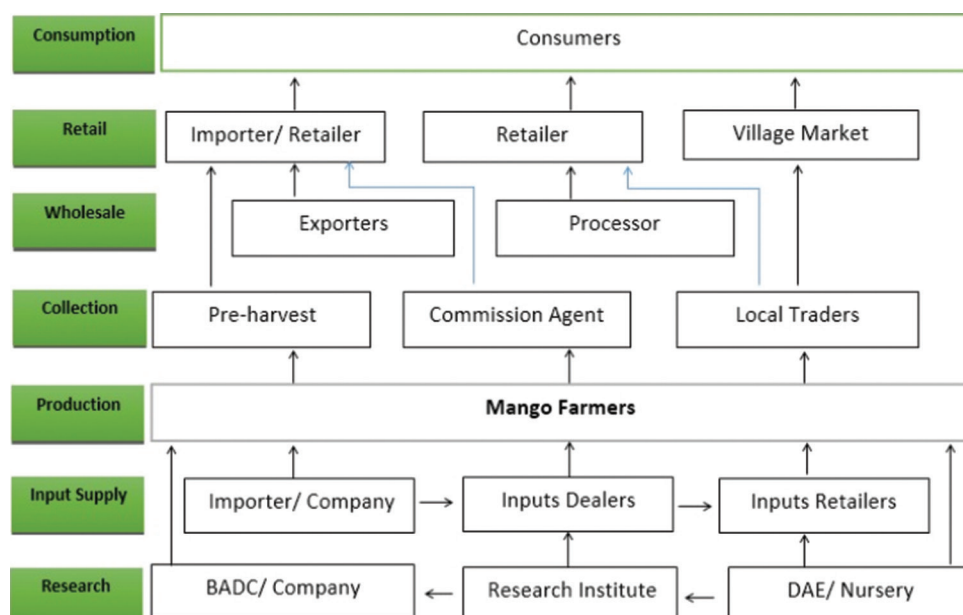 Consumption
Consumers
Retail
Importer/ Retailer
Retailer
Village Market
Wholesale
Exporters
Processor
Collection
Pre-harvest
Commission Agent
Local Traders
Production
Mango Farmers
Input Supply
Importer/ Company
Inputs Dealers
Inputs Retailers
Research
BADC/ Company
Research Institute
DAE/ Nursery